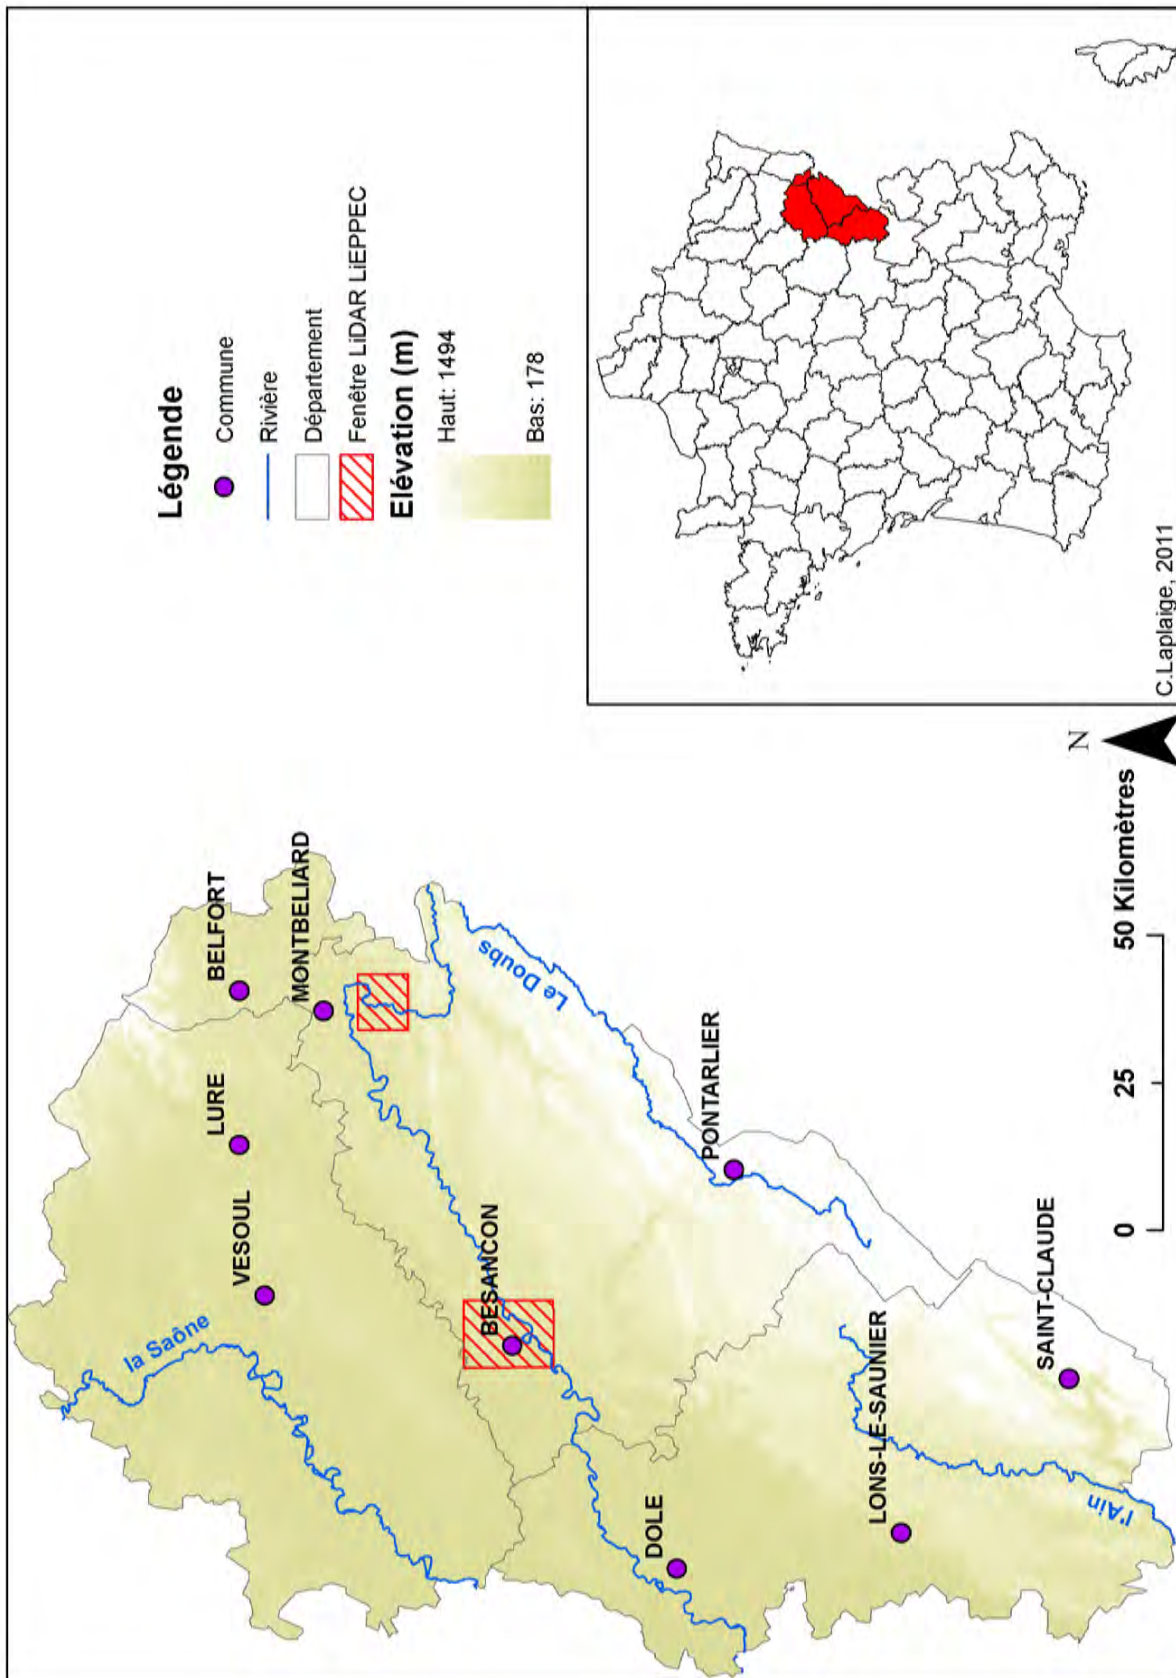 Légende
Commune
Rivière
Département
Fenêtre LiDAR LiEPPEC
Elévation (m)
Haut: 1494
Bas: 178
BELFORT
MONTBELIARD
LURE
VESOUL
la Saône
BESANCON
Le Doubs
PONTARLIER
DOLE
LONS-LE-SAUNIER
SAINT-CLAUDE
l'Ain
0 25 50 Kilomètres
N
C.Laplaige, 2011